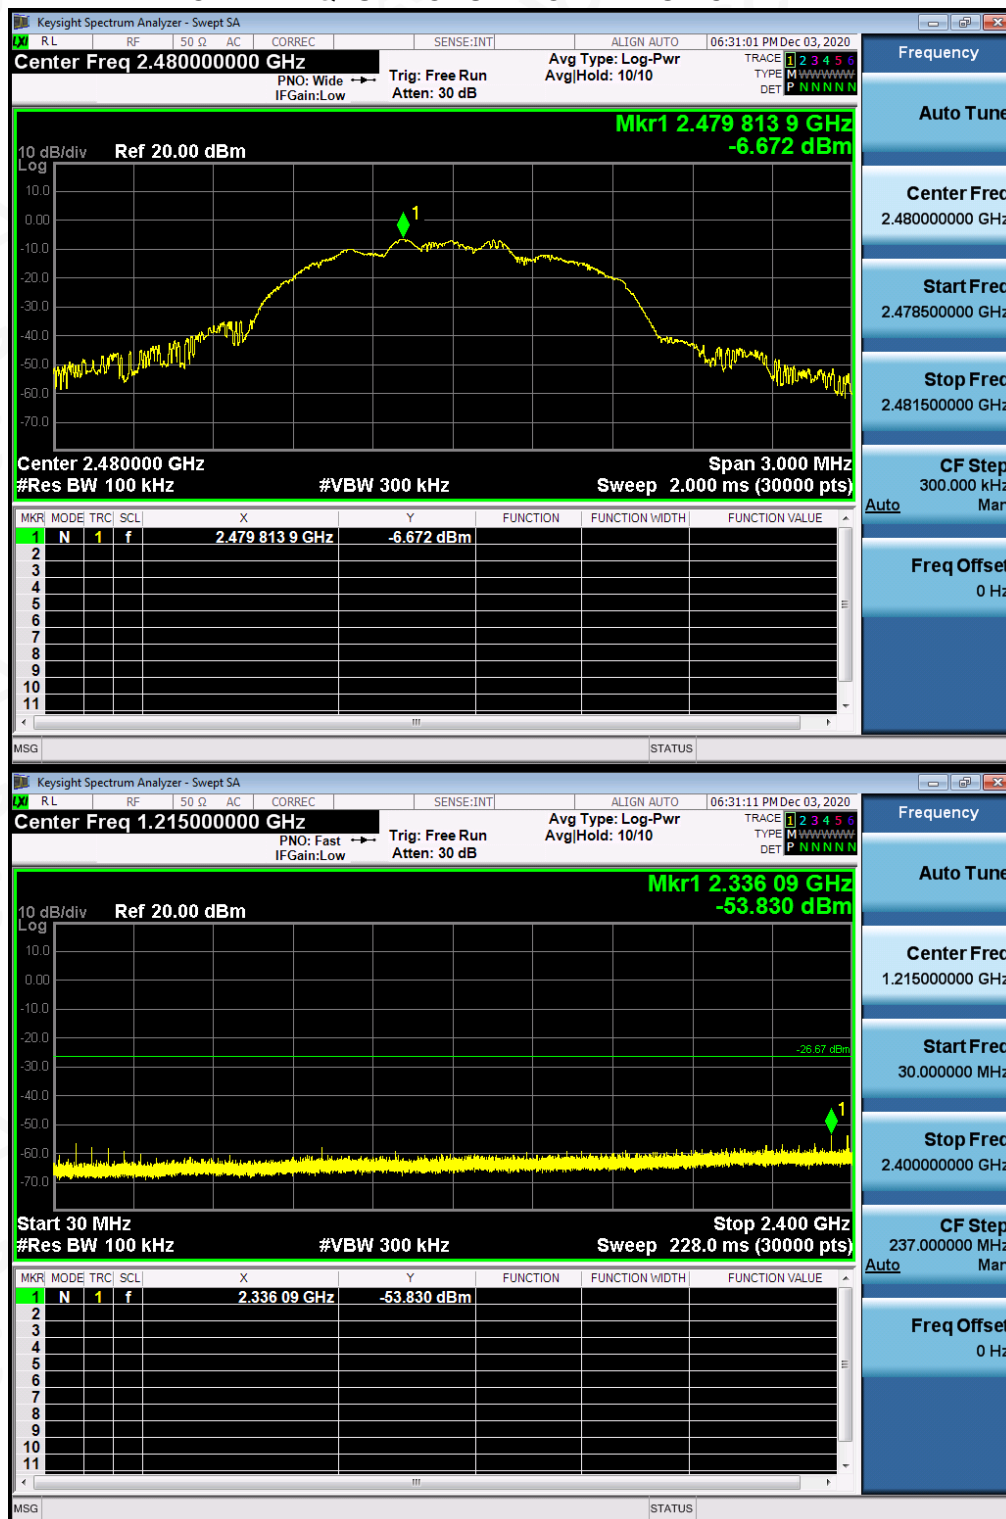 Keysight Spectrum Analyzer - Swept SA
LXI RL RF 50 Ω AC CORREC SENSE:INT ALIGN AUTO 06:31:01 PM Dec 03, 2020
Center Freq 2.480000000 GHz
PNO: Wide
IFGain:Low
Trig: Free Run
Atten: 30 dB
Avg Type: Log-Pwr
Avg|Hold: 10/10
TRACE 1 2 3 4 5 6
TYPE M WWWWW
DET P N N N N N
Mkr1 2.479 813 9 GHz
-6.672 dBm
10 dB/div Ref 20.00 dBm
Log
10.0
0.00
-10.0
-20.0
-30.0
-40.0
-50.0
-60.0
-70.0
1
Center 2.480000 GHz Span 3.000 MHz
#Res BW 100 kHz #VBW 300 kHz Sweep 2.000 ms (30000 pts)
MKR MODE TRC SCL X Y FUNCTION FUNCTION WIDTH FUNCTION VALUE
1 N 1 f 2.479 813 9 GHz -6.672 dBm
2
3
4
5
6
7
8
9
10
11
MSG STATUS
Frequency
Auto Tune
Center Freq
2.480000000 GHz
Start Freq
2.478500000 GHz
Stop Freq
2.481500000 GHz
CF Step
300.000 kHz
Auto Man
Freq Offset
0 Hz
Keysight Spectrum Analyzer - Swept SA
LXI RL RF 50 Ω AC CORREC SENSE:INT ALIGN AUTO 06:31:11 PM Dec 03, 2020
Center Freq 1.215000000 GHz
PNO: Fast
IFGain:Low
Trig: Free Run
Atten: 30 dB
Avg Type: Log-Pwr
Avg|Hold: 10/10
TRACE 1 2 3 4 5 6
TYPE M WWWWW
DET P N N N N N
Mkr1 2.336 09 GHz
-53.830 dBm
10 dB/div Ref 20.00 dBm
Log
10.0
0.00
-10.0
-20.0
-30.0
-40.0
-50.0
-60.0
-70.0
-26.67 dBm
1
Start 30 MHz Stop 2.400 GHz
#Res BW 100 kHz #VBW 300 kHz Sweep 228.0 ms (30000 pts)
MKR MODE TRC SCL X Y FUNCTION FUNCTION WIDTH FUNCTION VALUE
1 N 1 f 2.336 09 GHz -53.830 dBm
2
3
4
5
6
7
8
9
10
11
MSG STATUS
Frequency
Auto Tune
Center Freq
1.215000000 GHz
Start Freq
30.000000 MHz
Stop Freq
2.400000000 GHz
CF Step
237.000000 MHz
Auto Man
Freq Offset
0 Hz